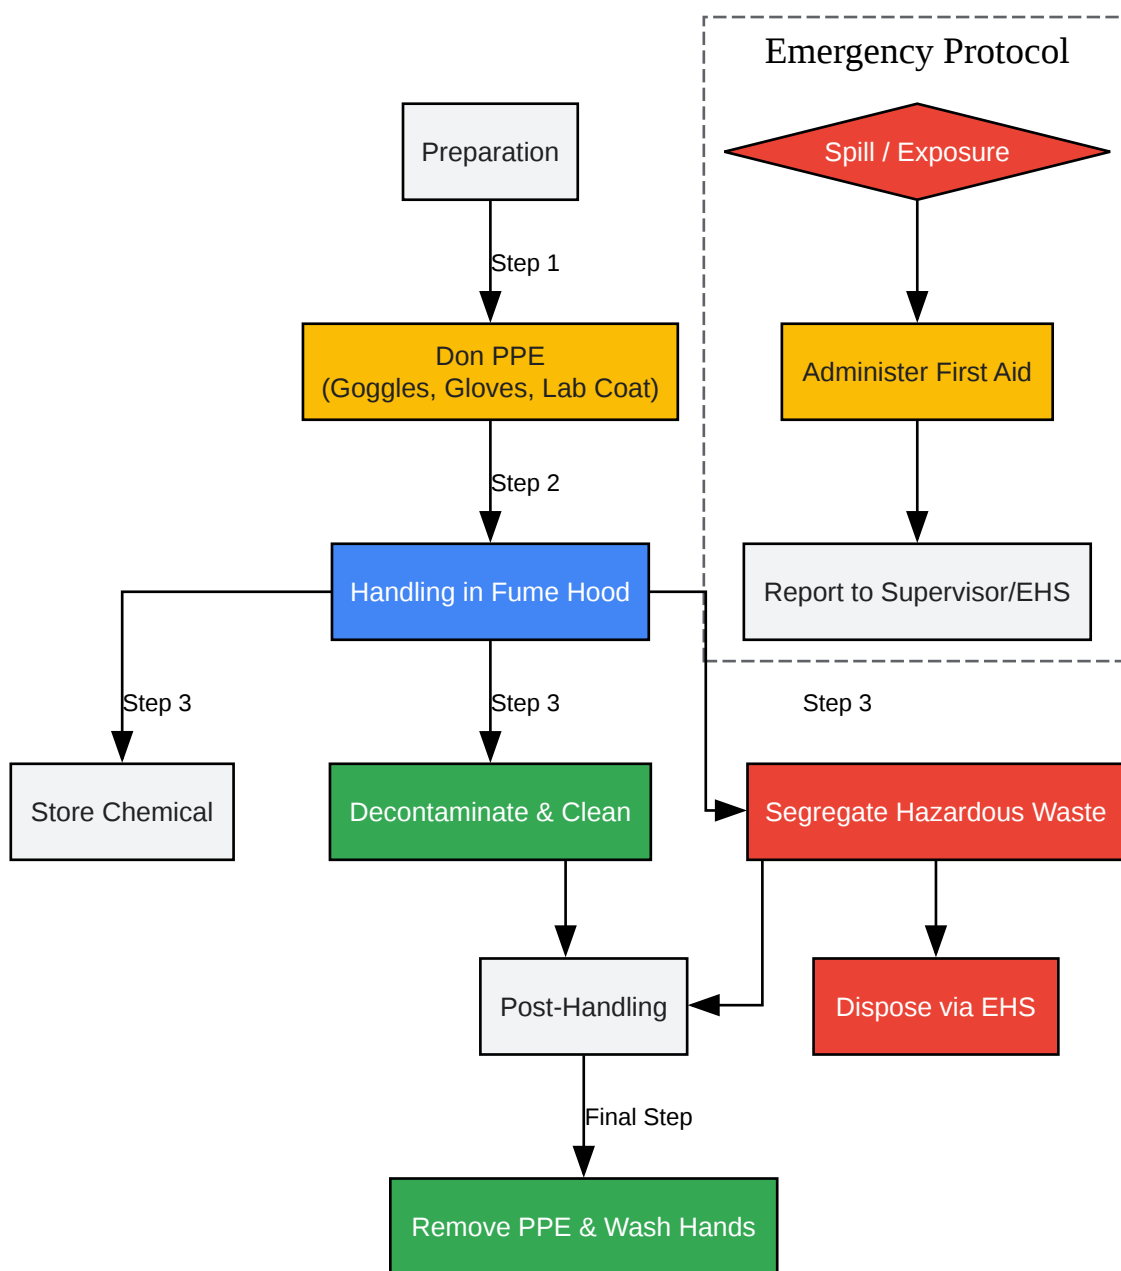 Emergency Protocol
Preparation
Spill / Exposure
Step 1
Don PPE
(Goggles, Gloves, Lab Coat)
Administer First Aid
Step 2
Handling in Fume Hood
Report to Supervisor/EHS
Step 3
Step 3
Step 3
Store Chemical
Decontaminate & Clean
Segregate Hazardous Waste
Post-Handling
Dispose via EHS
Final Step
Remove PPE & Wash Hands